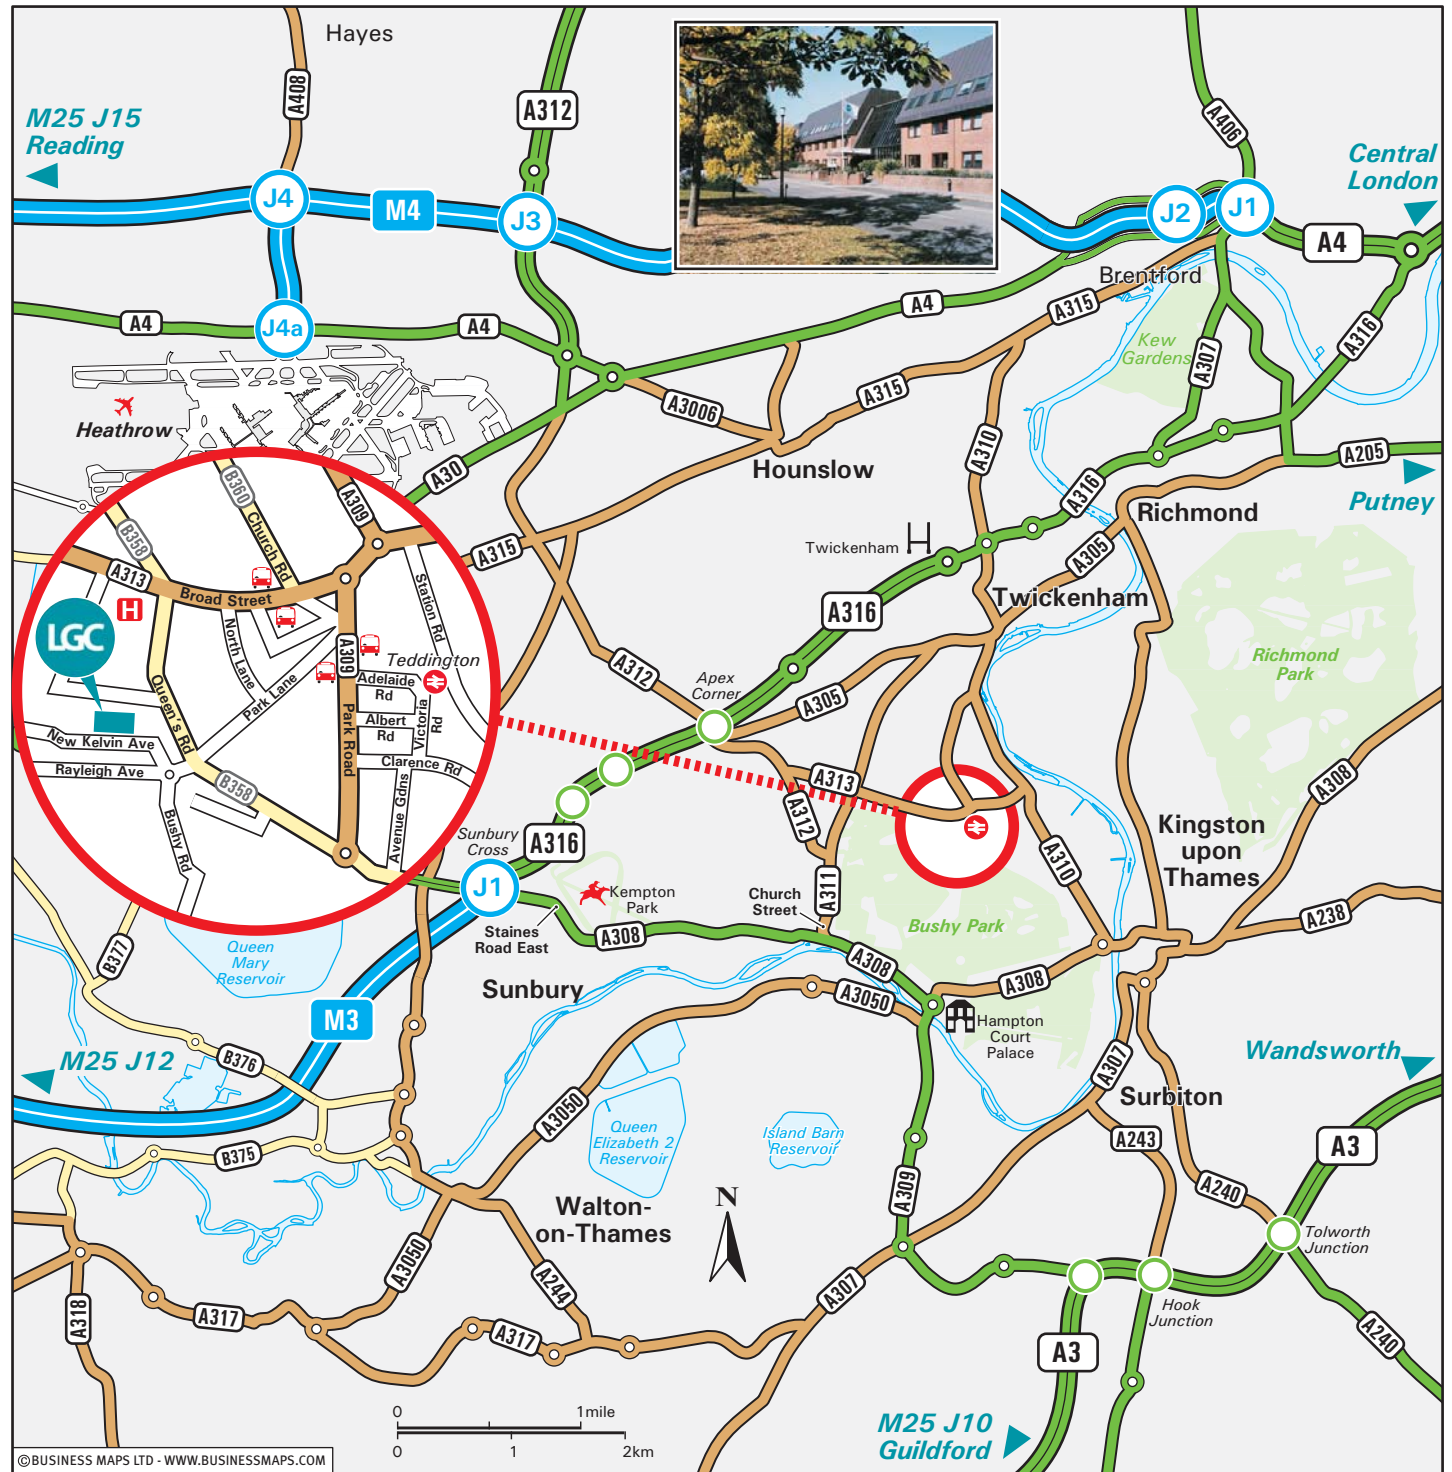 Hayes
A408
A312
A406
M25 J15
Reading
Central
London
J4
M4
J3
J2
J1
A4
Brentford
A4
J4a
A4
A4
A315
A316
Kew
Gardens
A307
Heathrow
A3006
A315
A310
Hounslow
A30
A205
Putney
A316
Richmond
B360
Church Rd
A309
B358
A315
Twickenham
A305
A313
Broad Street
Station Rd
A316
Twickenham
LGC
North Lane
A309
Teddington
Richmond
Park
Park Lane
Adelaide
Rd
A312
Apex
Corner
A305
Queen's Rd
Park Road
Albert
Rd
Victoria
Rd
New Kelvin Ave
Rayleigh Ave
Clarence Rd
B358
Bushy Rd
Avenue Gdns
A313
A308
A312
Sunbury
Cross
A316
Kingston
upon
Thames
A310
J1
Kempton
Park
Church
Street
A311
A238
Bushy Park
Staines
Road East
A308
Queen
Mary
Reservoir
B377
A308
A308
Sunbury
A3050
M3
Hampton
Court
Palace
M25 J12
B376
Wandsworth
A307
Surbiton
A3050
Queen
Elizabeth 2
Reservoir
Island Barn
Reservoir
A243
A3
B375
A309
A240
N
Walton-
on-Thames
Tolworth
Junction
A3050
A244
A307
Hook
Junction
A318
A317
A317
A240
A3
0
1mile
0
1
2km
M25 J10
Guildford
©BUSINESS MAPS LTD - WWW.BUSINESSMAPS.COM